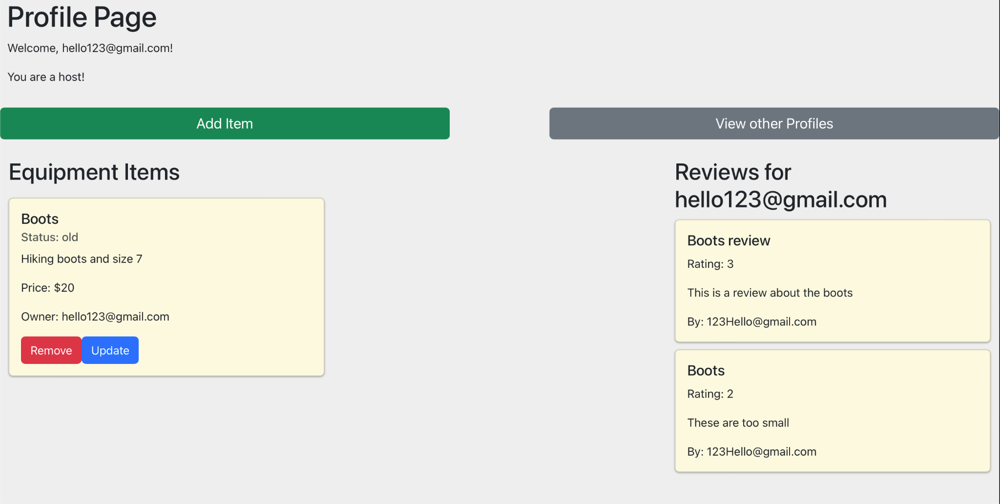 Profile Page
Welcome, hello123@gmail.com!
You are a host!
Add Item
View other Profiles
Equipment Items
Boots
Status: old
Hiking boots and size 7
Price: $20
Owner: hello123@gmail.com
Remove
Update
Reviews for
hello123@gmail.com
Boots review
Rating: 3
This is a review about the boots
By: 123Hello@gmail.com
Boots
Rating: 2
These are too small
By: 123Hello@gmail.com